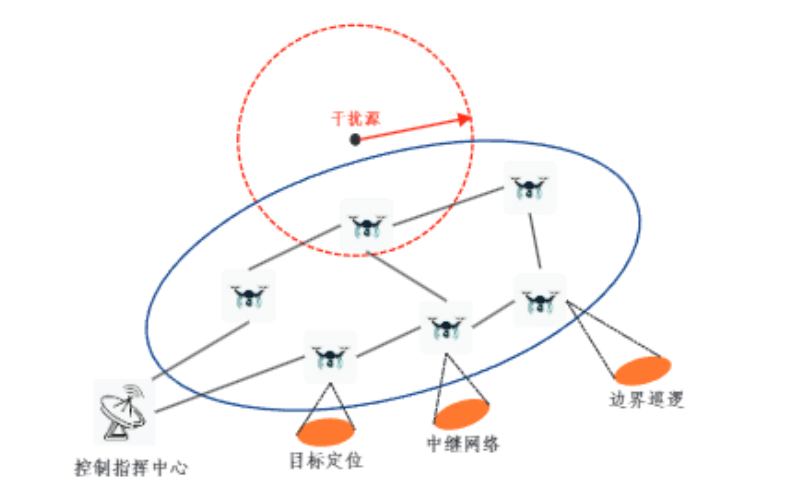 干扰源
边界巡逻
中继网络
目标定位
控制指挥中心